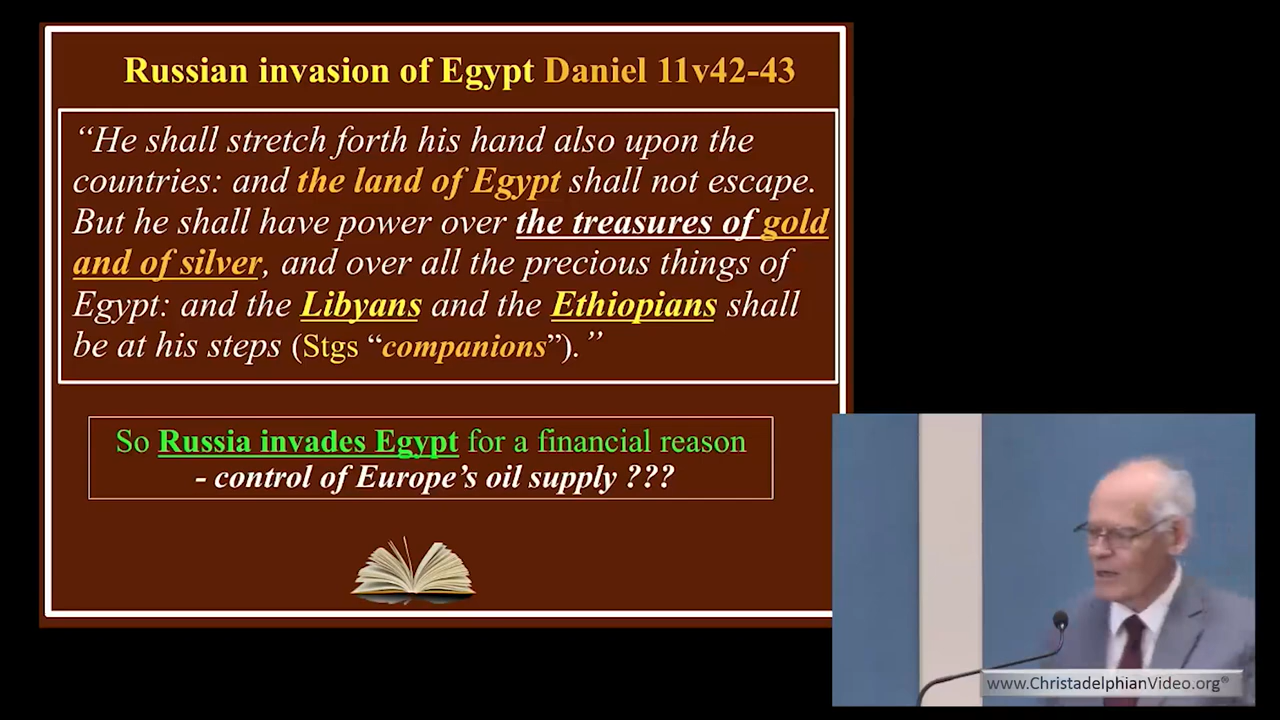 Russian invasion of Egypt Daniel 11v42-43
“He shall stretch forth his hand also upon the
countries: and the land of Egypt shall not escape.
But he shall have power over the treasures of gold
and of silver, and over all the precious things of
Egypt: and the Libyans and the Ethiopians shall
be at his steps (Stgs “companions”).”
So Russia invades Egypt for a financial reason
- control of Europe’s oil supply ???
www.ChristadelphianVideo.org®